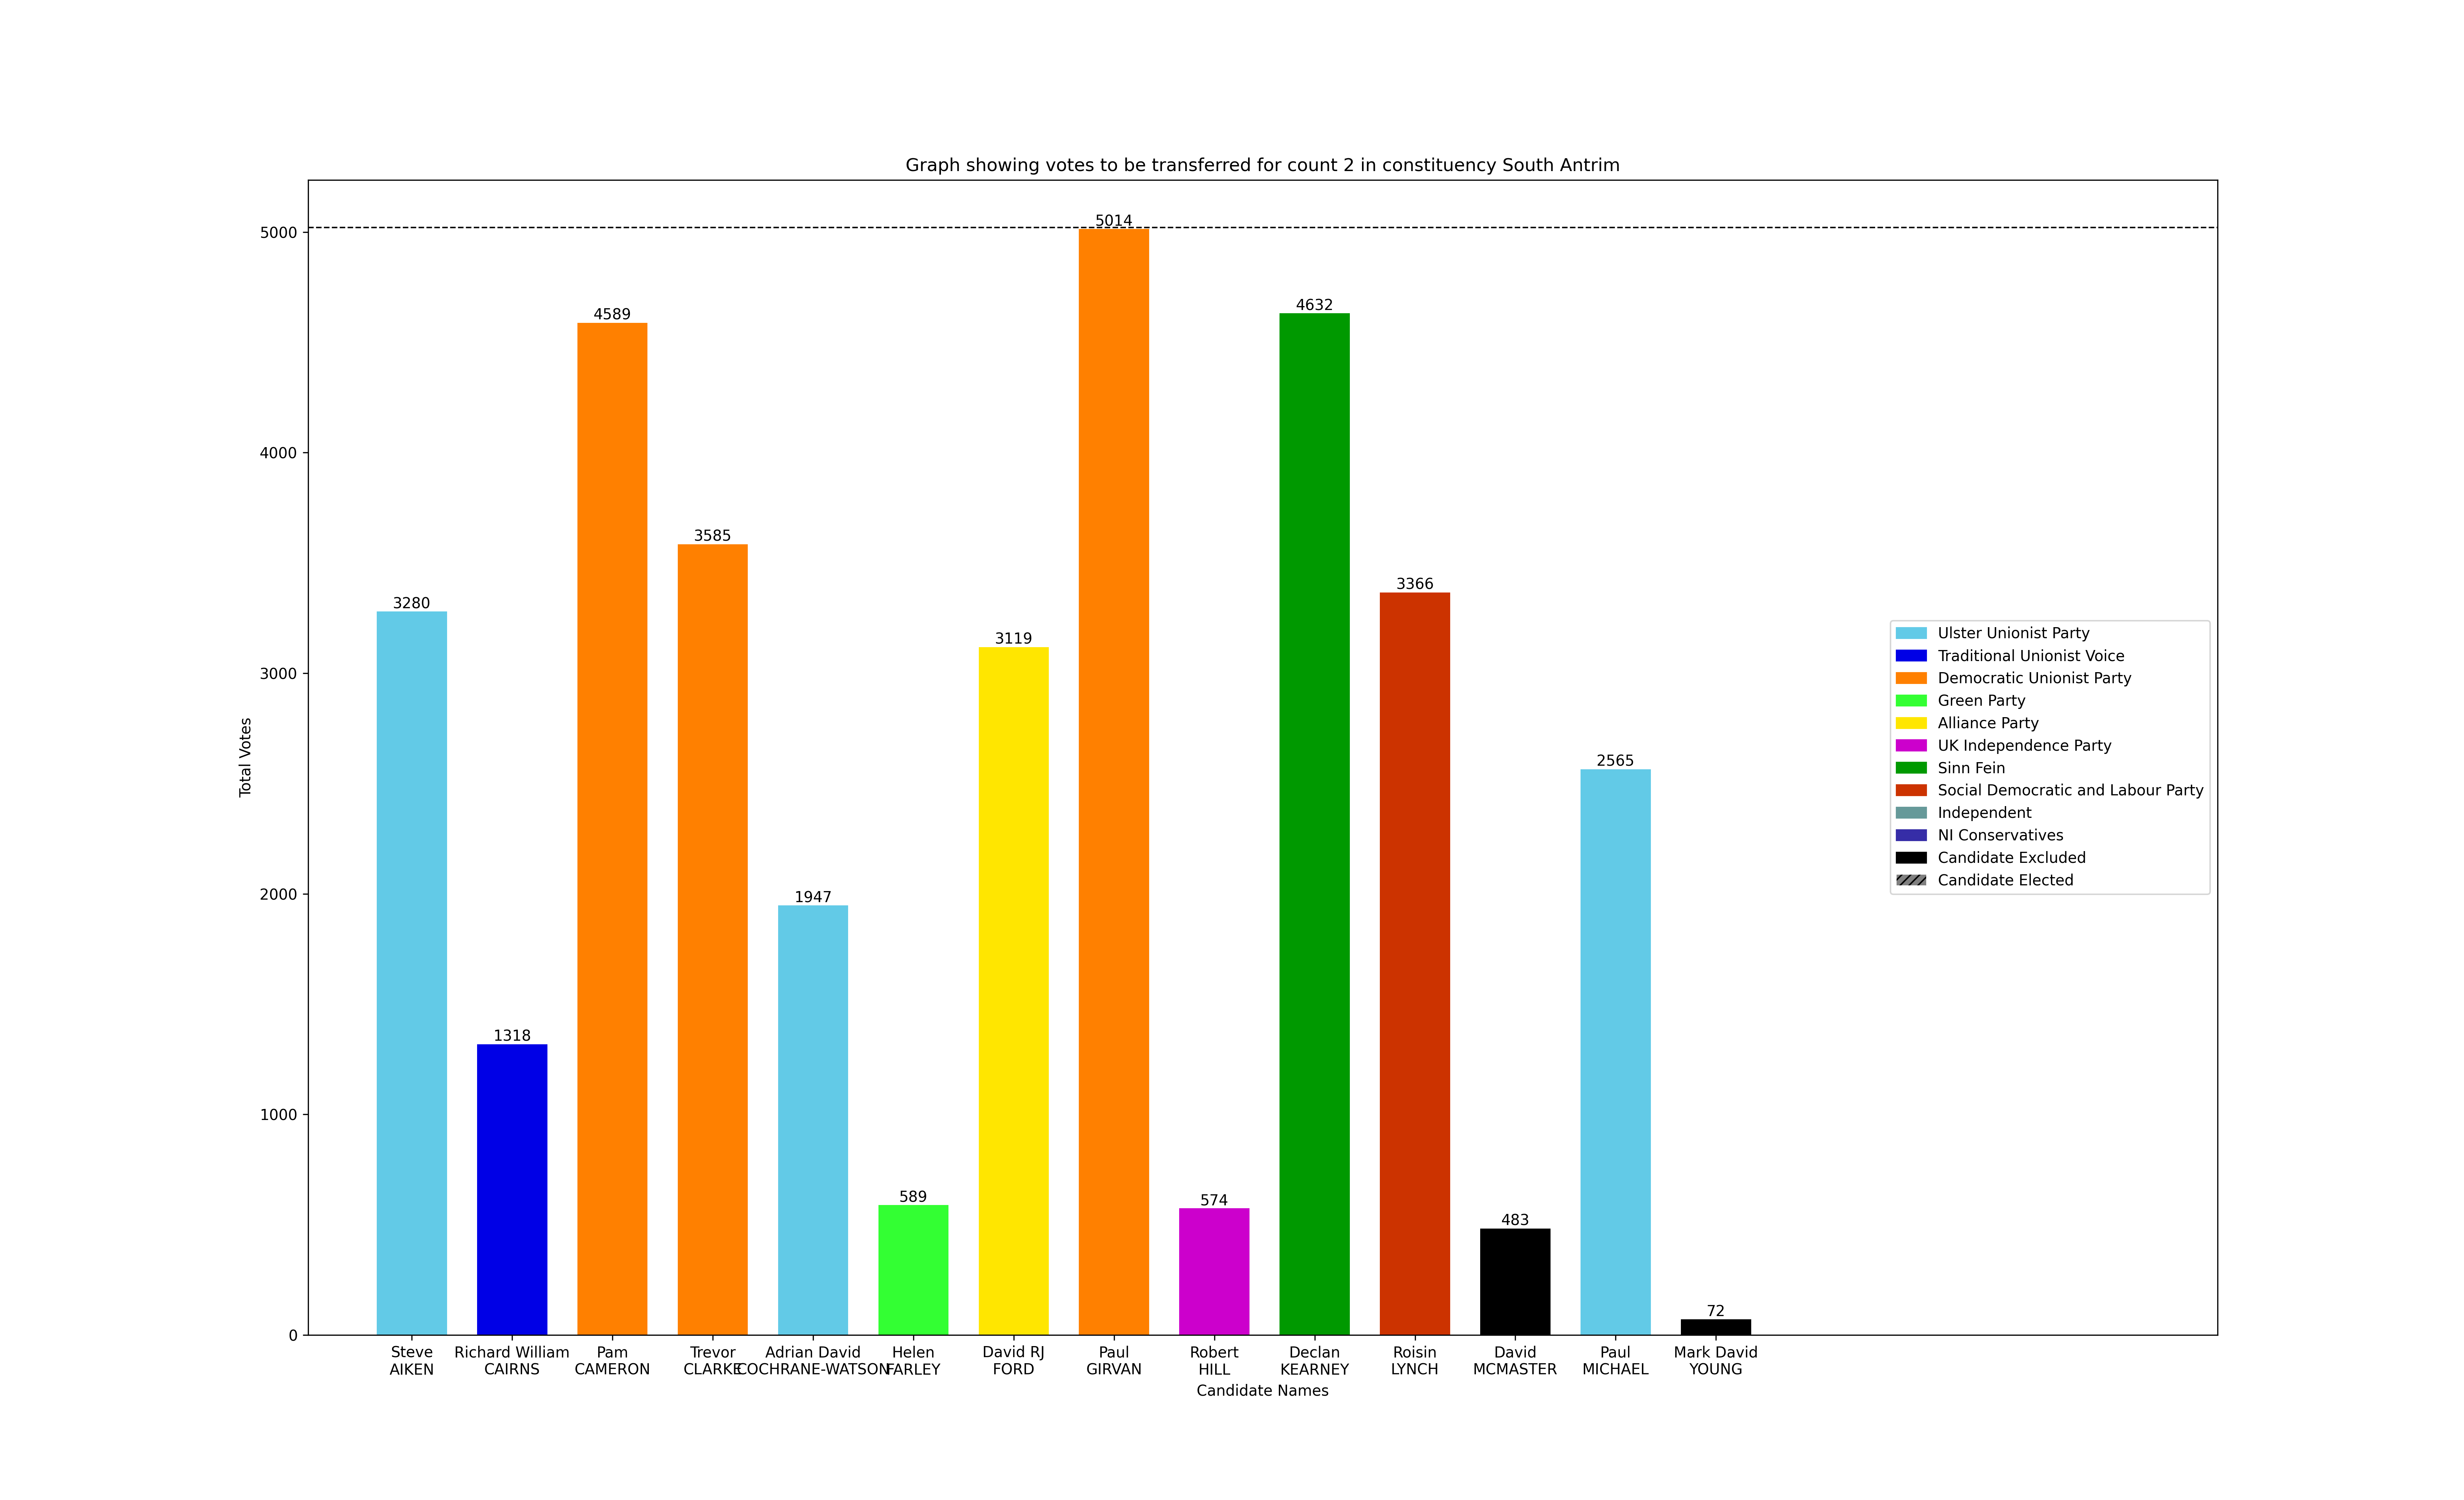 Graph showing votes to be transferred for count 2 in constituency South Antrim
5014
5000
4632
4589
4000
3585
3366
3280
3119
3000
2565
2000
1947
1318
1000
589
574
483
72
0
Total Votes
Ulster Unionist Party
Traditional Unionist Voice
Democratic Unionist Party
Green Party
Alliance Party
UK Independence Party
Sinn Fein
Social Democratic and Labour Party
Independent
NI Conservatives
Candidate Excluded
Candidate Elected
Steve
AIKEN
Richard William
CAIRNS
Pam
CAMERON
Trevor
CLARKE
Adrian David
COCHRANE-WATSON
Helen
FARLEY
David RJ
FORD
Paul
GIRVAN
Robert
HILL
Declan
KEARNEY
Roisin
LYNCH
David
MCMASTER
Paul
MICHAEL
Mark David
YOUNG
Candidate Names